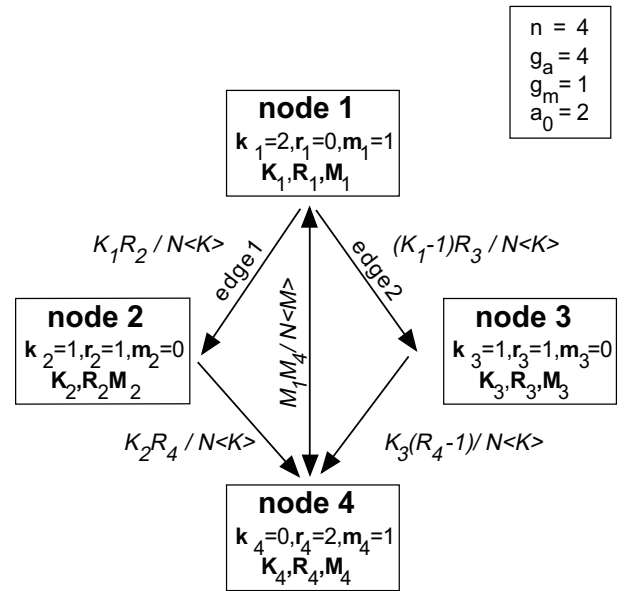 n = 4
g_a = 4
g_m = 1
a_0 = 2
node 1
k_1=2,r_1=0,m_1=1
K_1,R_1,M_1
K_1R_2 / N<K>
(K_1-1)R_3 / N<K>
edge1
edge2
M_1M_4/ N<M>
node 2
k_2=1,r_2=1,m_2=0
K_2,R_2M_2
node 3
k_3=1,r_3=1,m_3=0
K_3,R_3,M_3
K_2R_4 / N<K>
K_3(R_4-1)/ N<K>
node 4
k_4=0,r_4=2,m_4=1
K_4,R_4,M_4